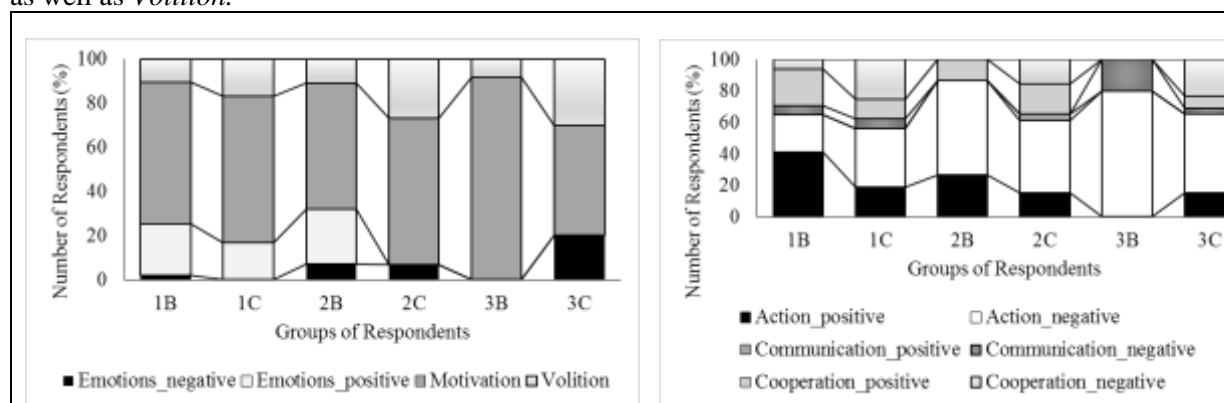 as well as Volition.
100
80
60
40
20
0
Number of Respondents (%)
1B 1C 2B 2C 3B 3C
Groups of Respondents
Emotions_negative Emotions_positive Motivation Volition
100
80
60
40
20
0
Number of Respondents (%)
1B 1C 2B 2C 3B 3C
Groups of Respondents
Action_positive Action_negative
Communication_positive Communication_negative
Cooperation_positive Cooperation_negative